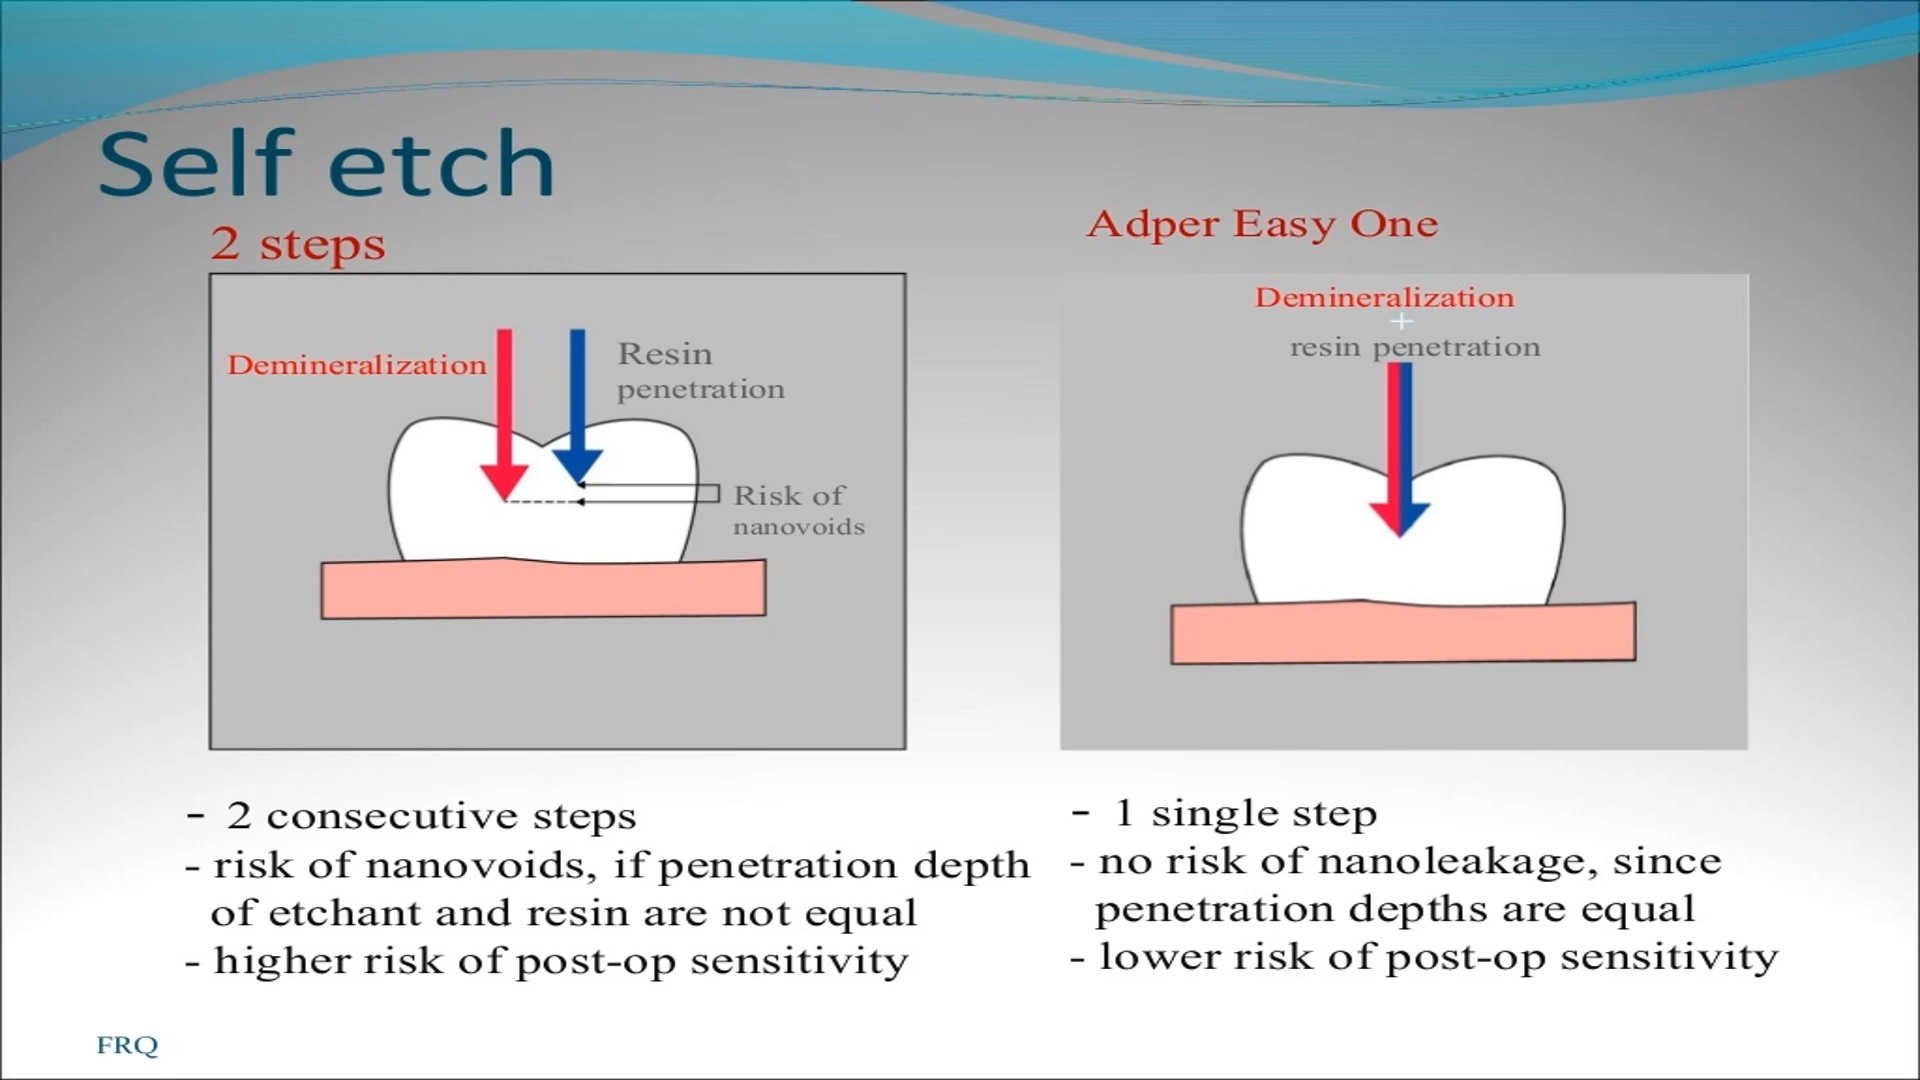 Self etch
2 steps
Demineralization
Resin
penetration
Risk of
nanovoids
- 2 consecutive steps
- risk of nanovoids, if penetration depth
of etchant and resin are not equal
- higher risk of post-op sensitivity
Adper Easy One
Demineralization
+
resin penetration
- 1 single step
- no risk of nanoleakage, since
penetration depths are equal
- lower risk of post-op sensitivity
FRQ